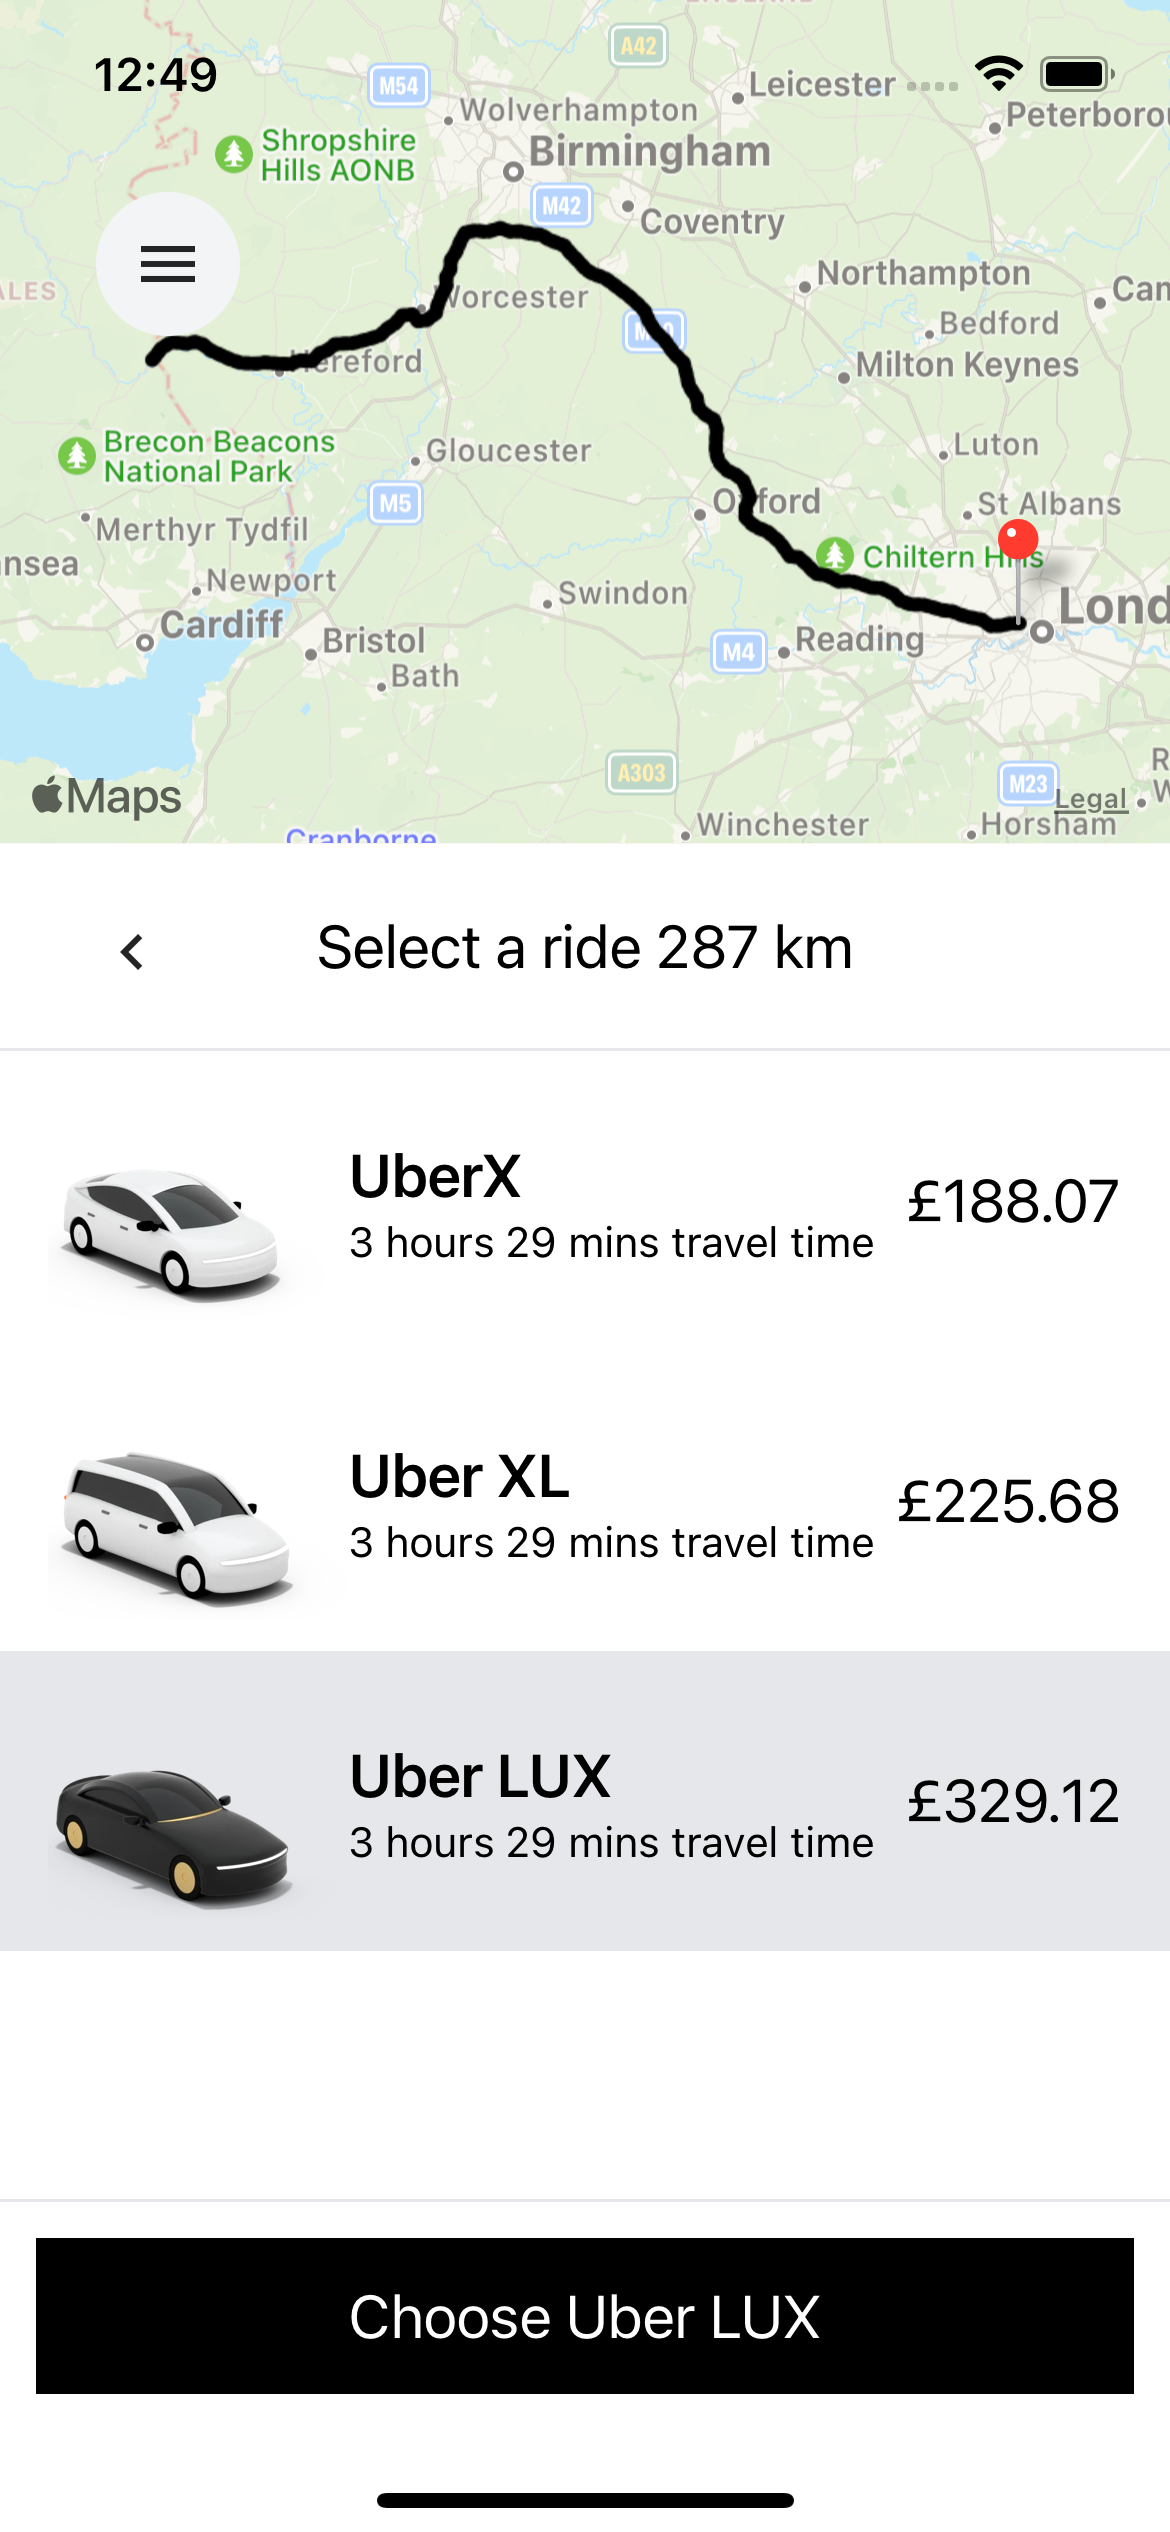 12:49
A42
M54
Leicester
Wolverhampton
Peterborou
Shropshire
Hills AONB
Birmingham
M42
Coventry
Northampton
ALES
Worcester
Bedford
Hereford
Milton Keynes
Brecon Beacons
National Park
Gloucester
Luton
M5
Oxford
St Albans
Merthyr Tydfil
Chiltern Hills
nsea
Newport
Swindon
Lond
Cardiff
Bristol
M4
Reading
Bath
A303
M23
Maps
Legal
Winchester
Horsham
Cranborne
Select a ride 287 km
UberX
£188.07
3 hours 29 mins travel time
Uber XL
£225.68
3 hours 29 mins travel time
Uber LUX
£329.12
3 hours 29 mins travel time
Choose Uber LUX